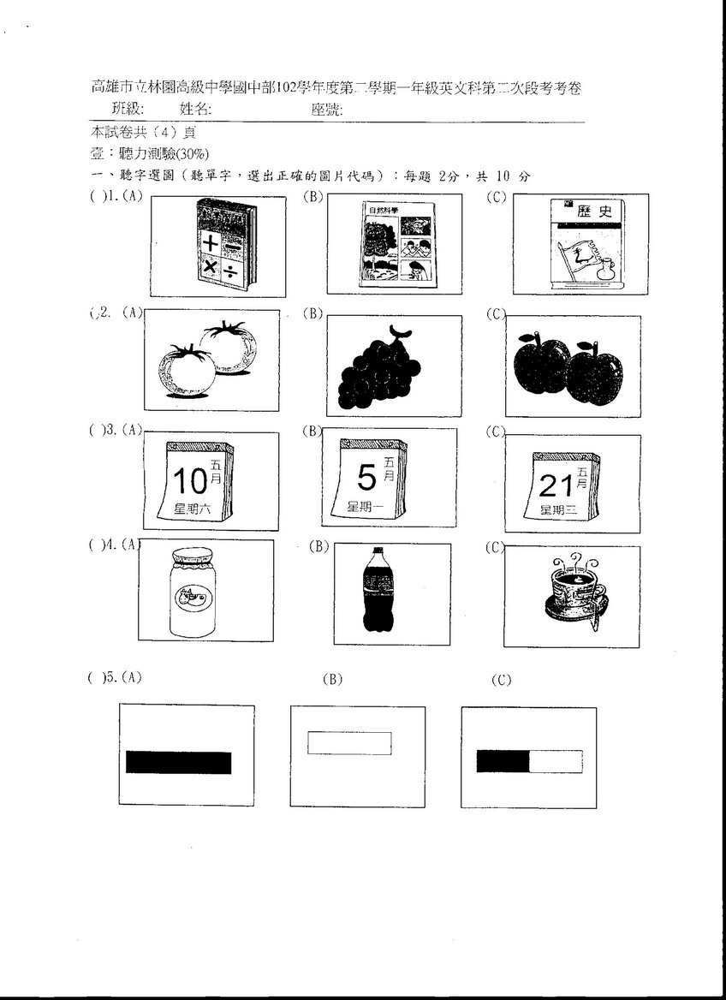 高雄市立林園高級中學國中部102學年度第二學期一年級英文科第二次段考考卷
班級: 姓名: 座號:
本試卷共(4)頁
壹：聽力測驗(30%)
一、聽字選圖(聽單字，選出正確的圖片代碼)：每題 2分，共 10 分
( )1.(A) (B) (C)
自然科學
歷史
+ − × ÷
( )2. (A) (B) (C)
( )3.(A) (B) (C)
10 五月 星期六
5 五月 星期一
21 五月 星期三
( )4.(A) (B) (C)
( )5.(A) (B) (C)